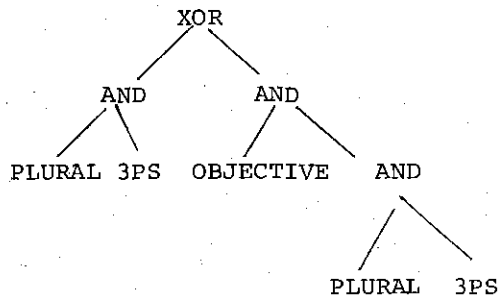 XOR
AND AND
PLURAL 3PS OBJECTIVE AND
PLURAL 3PS